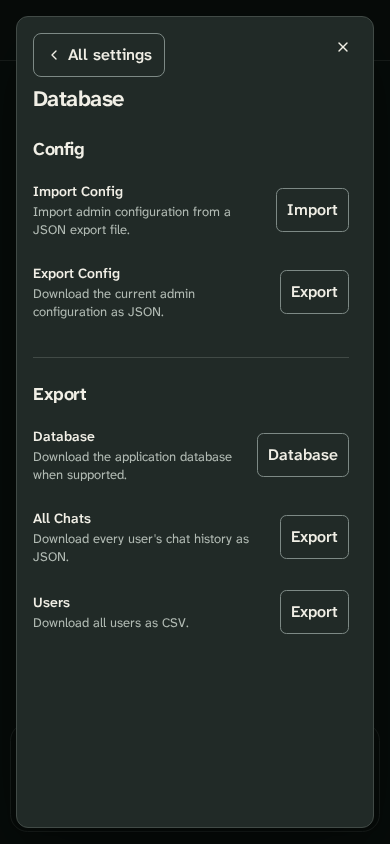 All settings
Database
Config
Import Config
Import admin configuration from a
JSON export file.
Import
Export Config
Download the current admin
configuration as JSON.
Export
Export
Database
Download the application database
when supported.
Database
All Chats
Download every user's chat history as
JSON.
Export
Users
Download all users as CSV.
Export